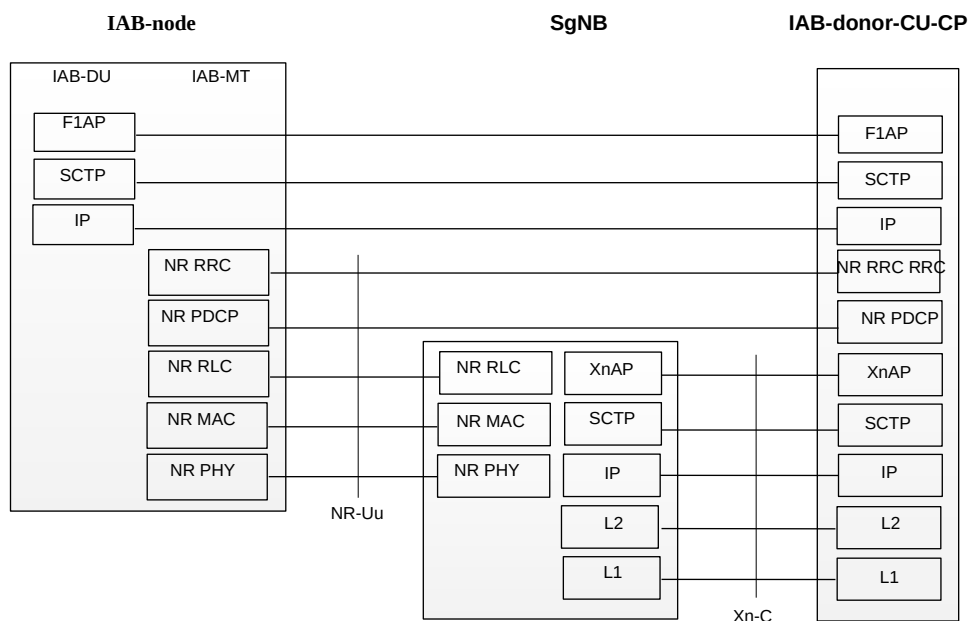 IAB-node SgNB IAB-donor-CU-CP
IAB-DU IAB-MT
F1AP F1AP
SCTP SCTP
IP IP
NR RRC NR RRC RRC
NR PDCP NR PDCP
NR RLC NR RLC XnAP XnAP
NR MAC NR MAC SCTP SCTP
NR PHY NR PHY IP IP
NR-Uu
L2 L2
L1 L1
Xn-C